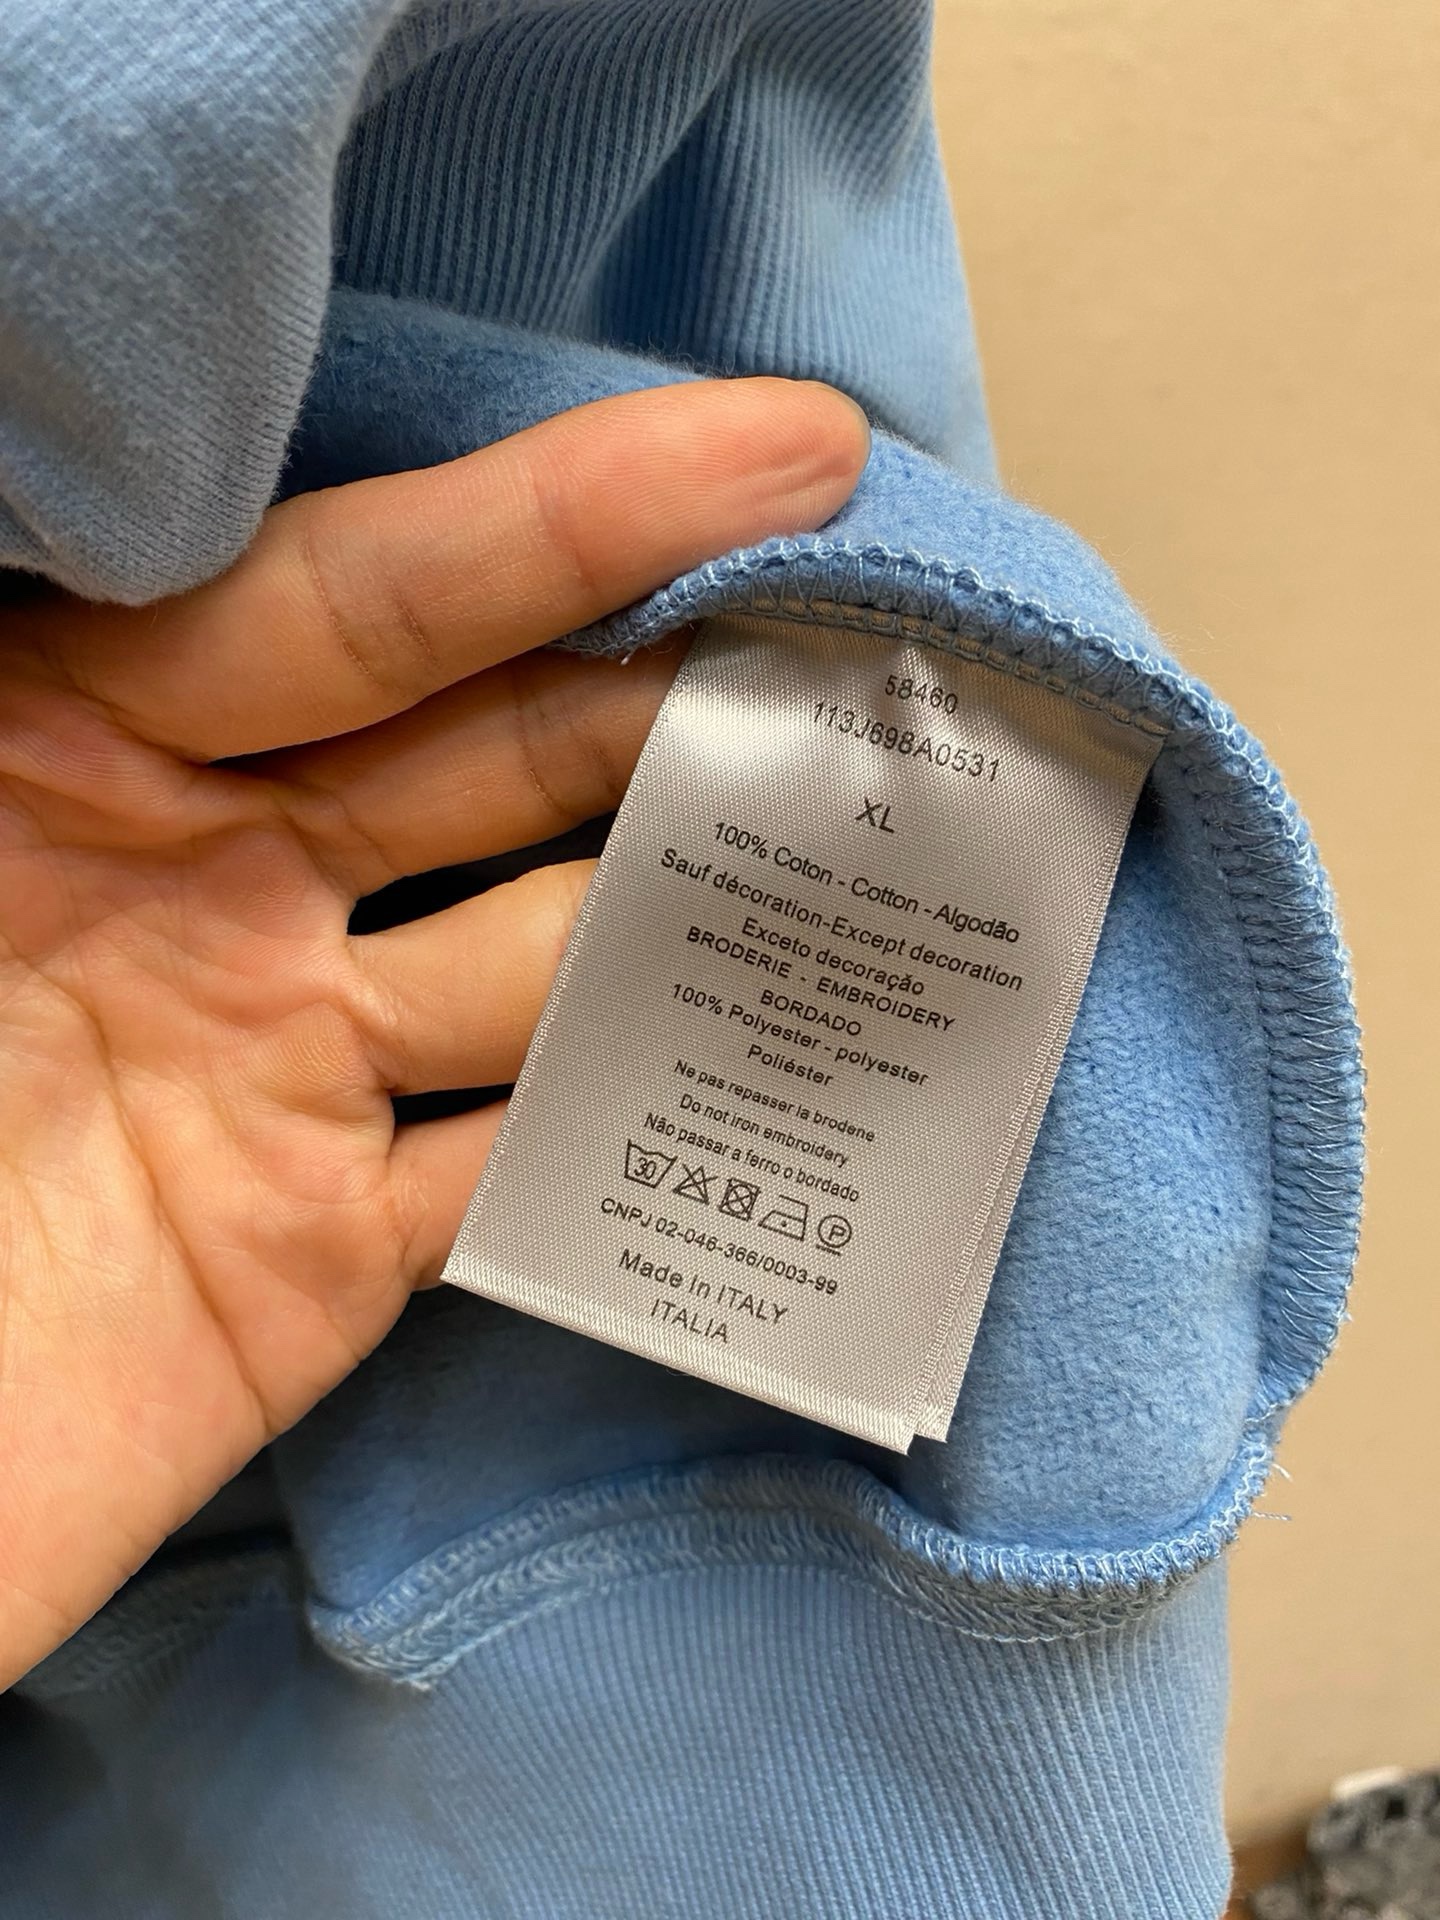 58460
113J698A0531
XL
100% Coton - Cotton - Algodão
Sauf décoration-Except decoration
Exceto decoração
BRODERIE - EMBROIDERY
BORDADO
100% Polyester - polyester
Poliéster
Ne pas repasser la brodene
Do not iron embroidery
Não passar a ferro o bordado
30 P
CNPJ 02-046-366/0003-99
Made In ITALY
ITALIA